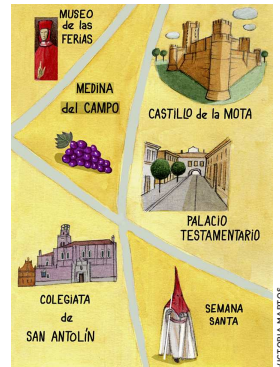 MUSEO
de las
FERIAS
MEDINA
del CAMPO
CASTILLO de la MOTA
PALACIO
TESTAMENTARIO
COLEGIATA
de
SAN ANTOLÍN
SEMANA
SANTA